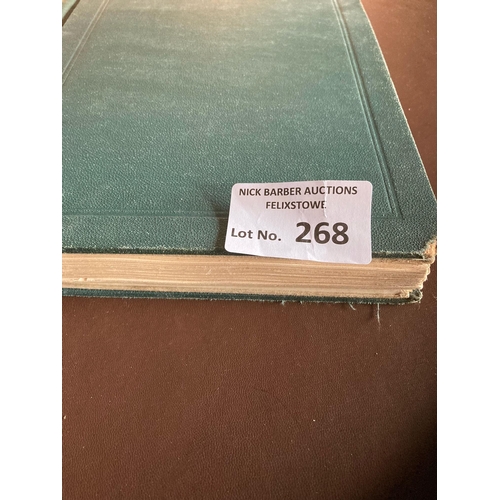 NICK BARBER AUCTIONS
FELIXSTOWE
Lot No. 268